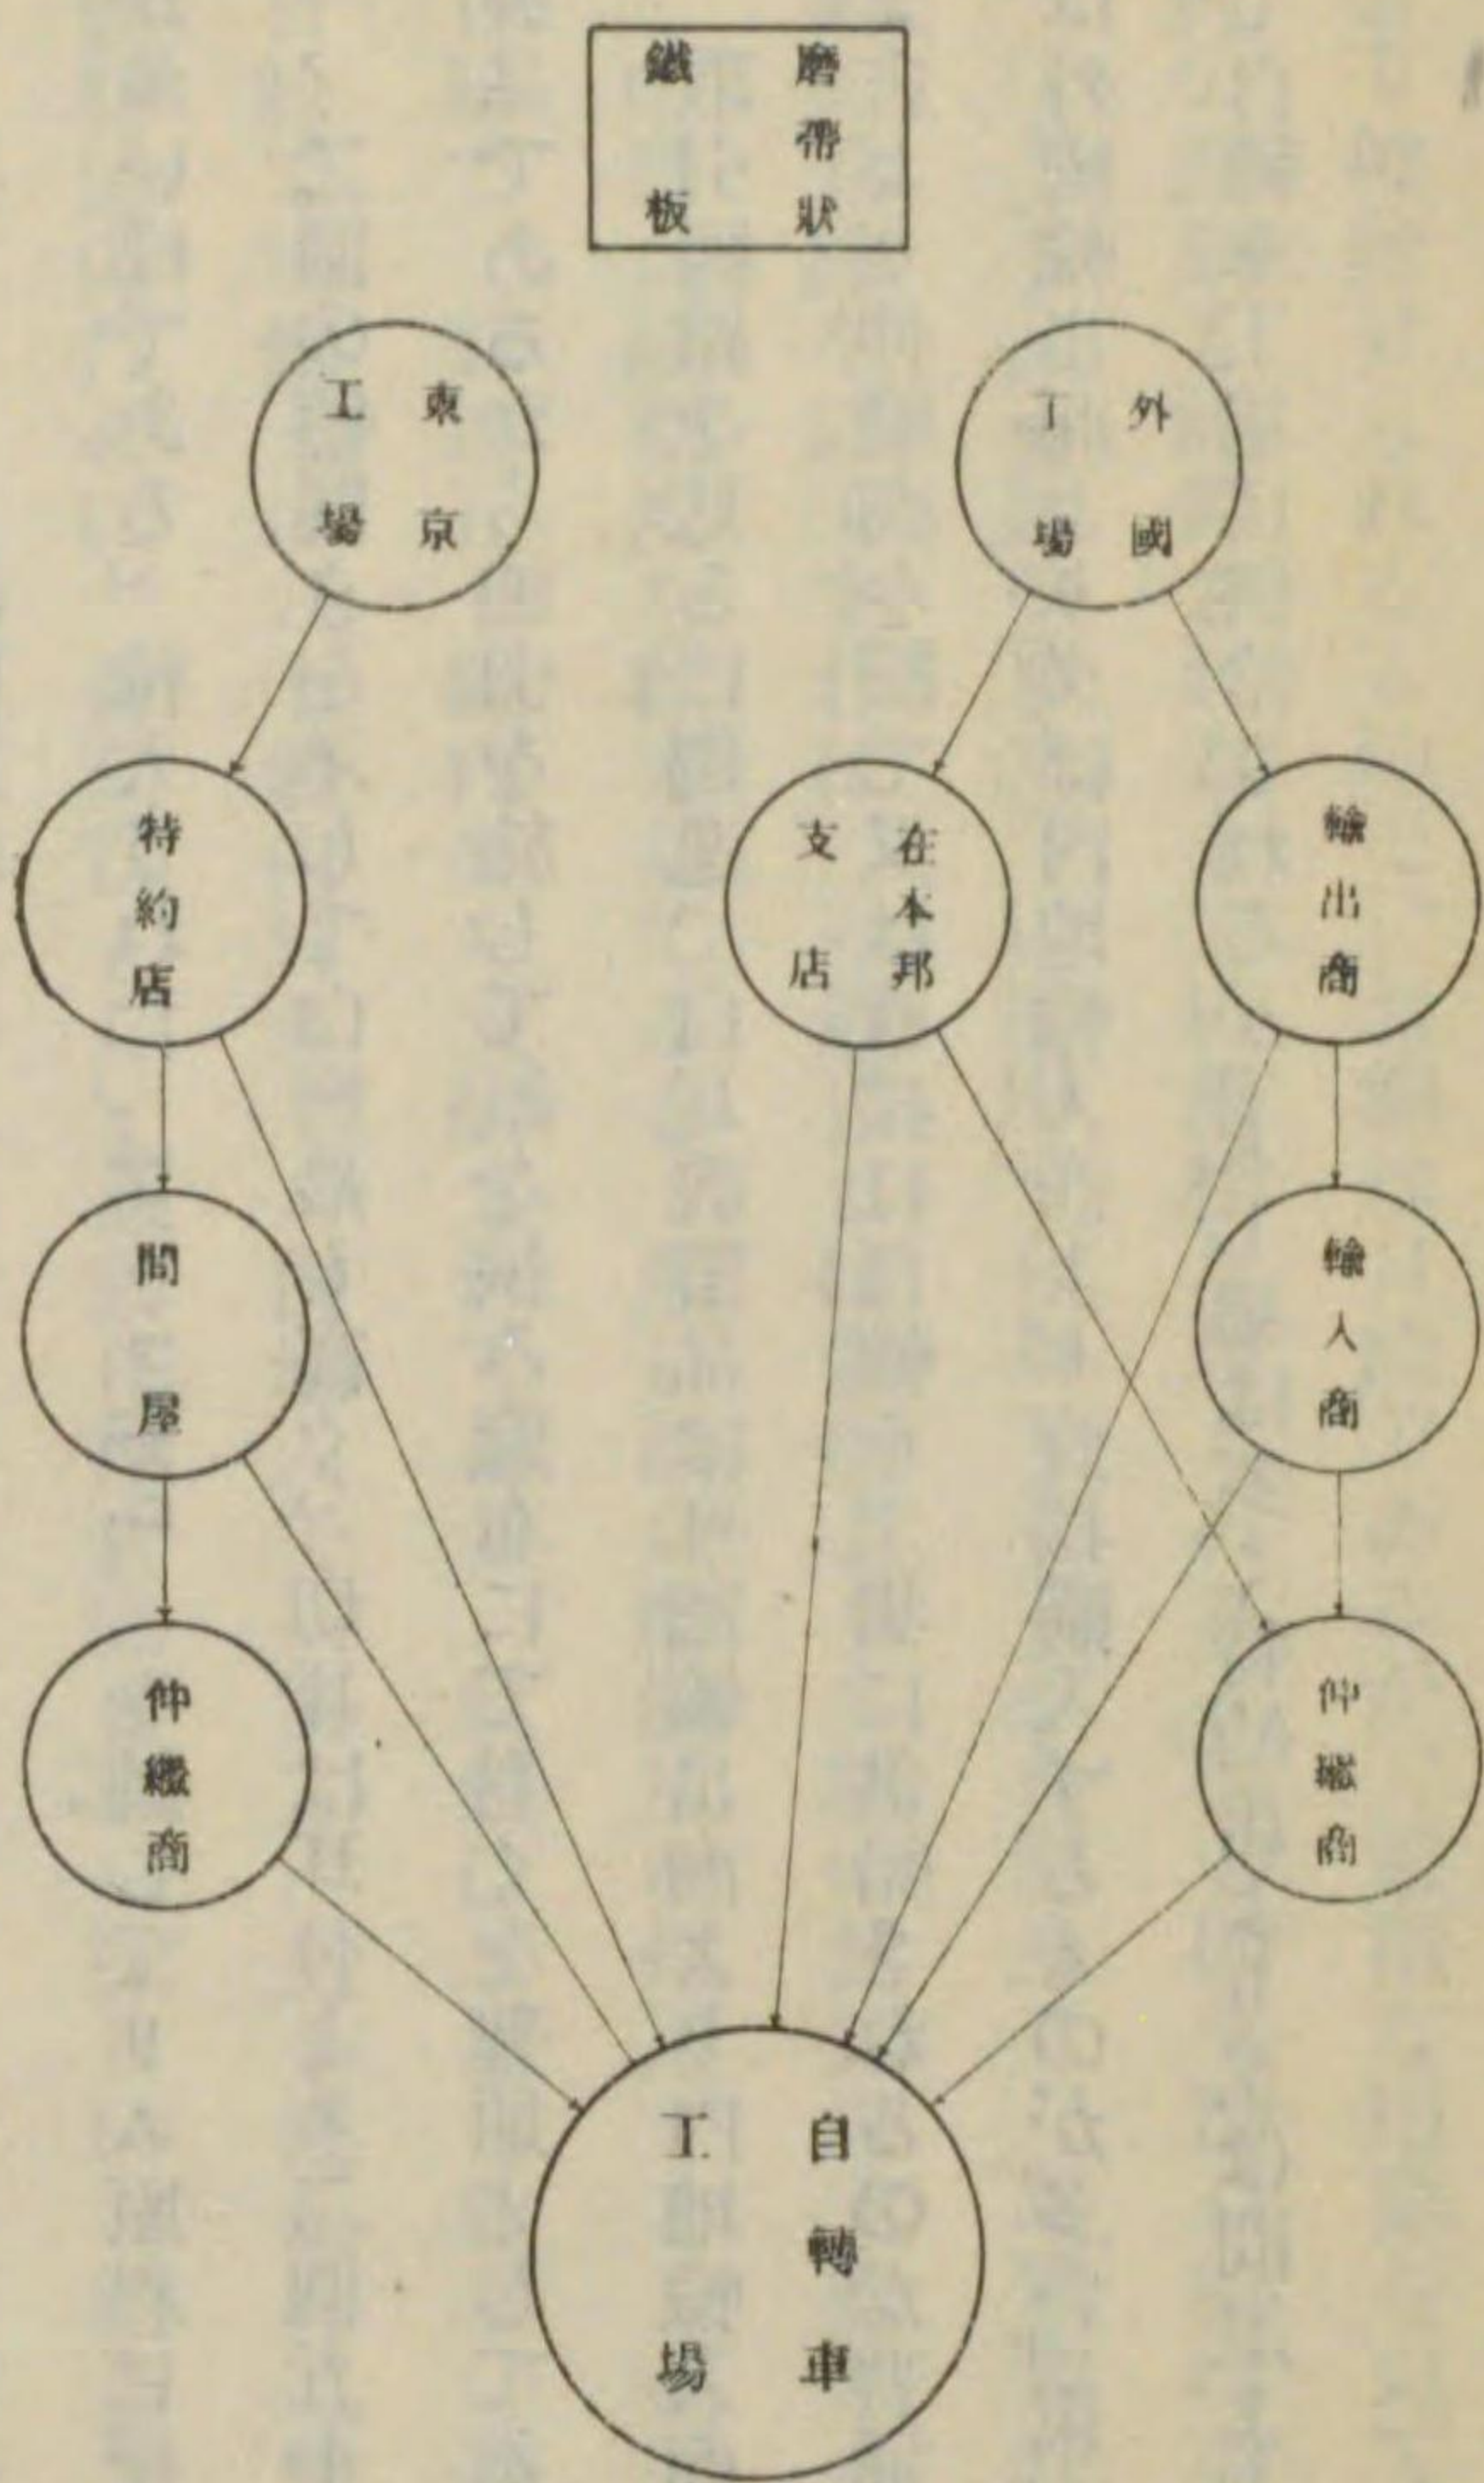 磨帶狀
鐵板
外國
工場
東京
工場
輸出商
在本邦
支店
特約店
輸入商
問屋
仲繼商
仲繼商
自轉車
工場